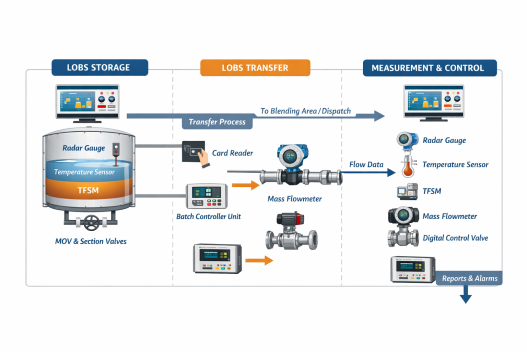 LOBS STORAGE
LOBS TRANSFER
MEASUREMENT & CONTROL
To Blending Area / Dispatch
Transfer Process
Radar Gauge
Temperature Sensor
TFSM
MOV & Section Valves
Card Reader
Batch Controller Unit
Mass Flowmeter
Flow Data
Radar Gauge
Temperature Sensor
TFSM
Mass Flowmeter
Digital Control Valve
Reports & Alarms